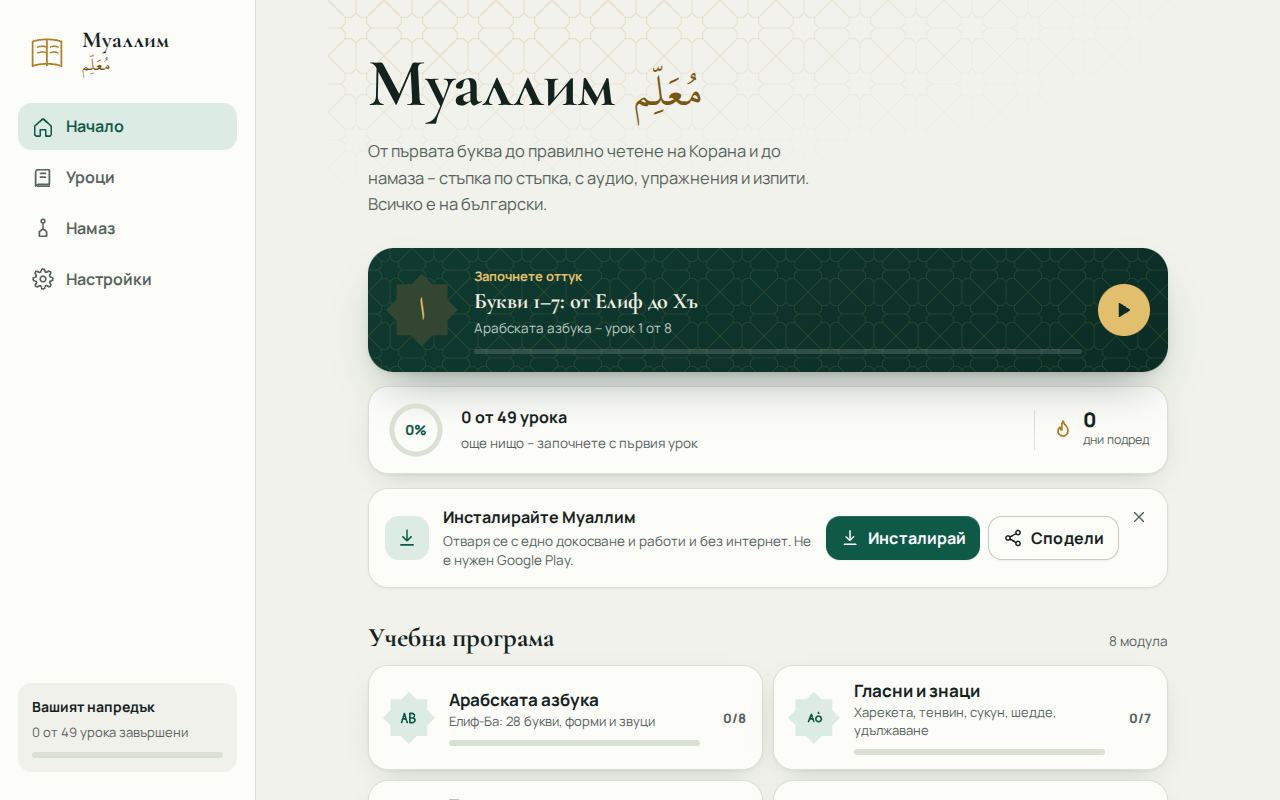 Муаллим
مُعَلِّم
Начало
Уроци
Намаз
Настройки
Вашият напредък
0 от 49 урока завършени
Муаллим مُعَلِّم
От първата буква до правилно четене на Корана и до
намаза – стъпка по стъпка, с аудио, упражнения и изпити.
Всичко е на български.
ا
Започнете оттук
Букви 1–7: от Елиф до Хъ
Арабската азбука – урок 1 от 8
0%
0 от 49 урока
още нищо – започнете с първия урок
0
дни подред
Инсталирайте Муаллим
Отваря се с едно докосване и работи и без интернет. Не
е нужен Google Play.
Инсталирай
Сподели
Учебна програма
8 модула
Арабската азбука
Елиф-Ба: 28 букви, форми и звуци
0/8
Гласни и знаци
Харекета, тенвин, сукун, шедде,
удължаване
0/7